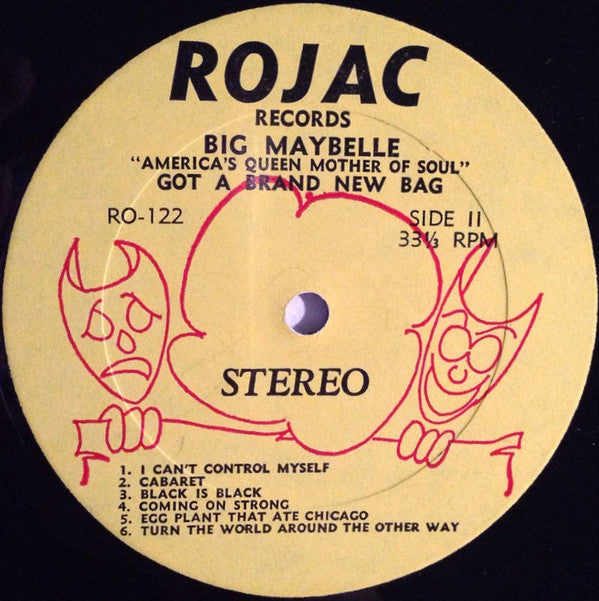 ROJAC
RECORDS
BIG MAYBELLE
"AMERICA'S QUEEN MOTHER OF SOUL"
GOT A BRAND NEW BAG
RO-122
SIDE II
33⅓ RPM
STEREO
1. I CAN'T CONTROL MYSELF
2. CABARET
3. BLACK IS BLACK
4. COMING ON STRONG
5. EGG PLANT THAT ATE CHICAGO
6. TURN THE WORLD AROUND THE OTHER WAY